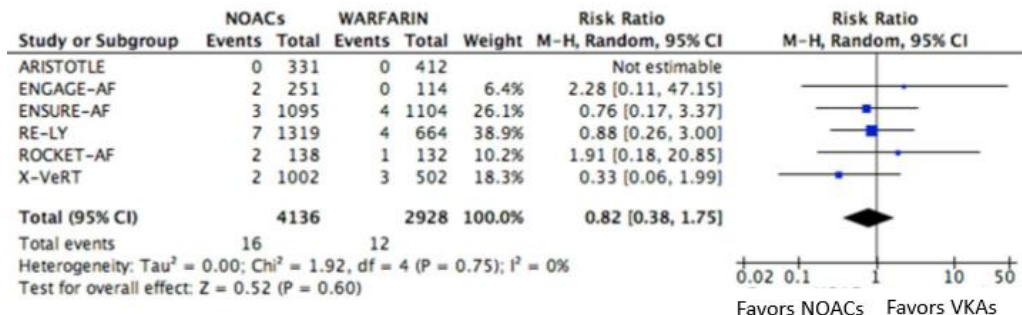 NOACs WARFARIN Risk Ratio Risk Ratio
Study or Subgroup Events Total Events Total Weight M-H, Random, 95% CI M-H, Random, 95% CI
ARISTOTLE 0 331 0 412 Not estimable
ENGAGE-AF 2 251 0 114 6.4% 2.28 [0.11, 47.15]
ENSURE-AF 3 1095 4 1104 26.1% 0.76 [0.17, 3.37]
RE-LY 7 1319 4 664 38.9% 0.88 [0.26, 3.00]
ROCKET-AF 2 138 1 132 10.2% 1.91 [0.18, 20.85]
X-VeRT 2 1002 3 502 18.3% 0.33 [0.06, 1.99]
Total (95% CI) 4136 2928 100.0% 0.82 [0.38, 1.75]
Total events 16 12
Heterogeneity: Tau² = 0.00; Chi² = 1.92, df = 4 (P = 0.75); I² = 0%
Test for overall effect: Z = 0.52 (P = 0.60)
0.02 0.1 1 10 50
Favors NOACs Favors VKAs